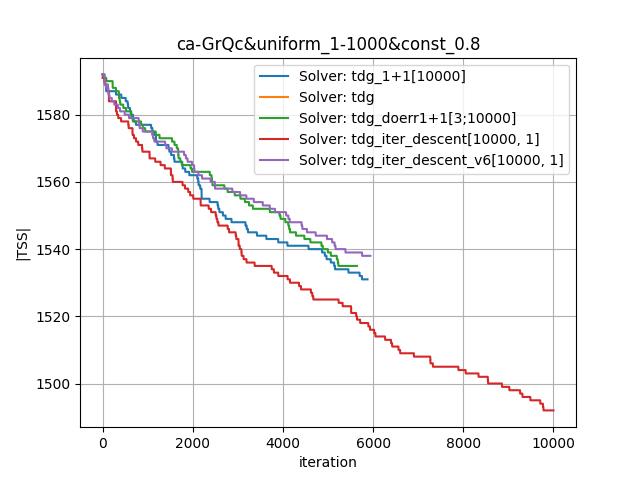 ca-GrQc&uniform_1-1000&const_0.8
Solver: tdg_1+1[10000]
Solver: tdg
Solver: tdg_doerr1+1[3;10000]
Solver: tdg_iter_descent[10000, 1]
Solver: tdg_iter_descent_v6[10000, 1]
|TSS|
1580
1560
1540
1520
1500
0 2000 4000 6000 8000 10000
iteration